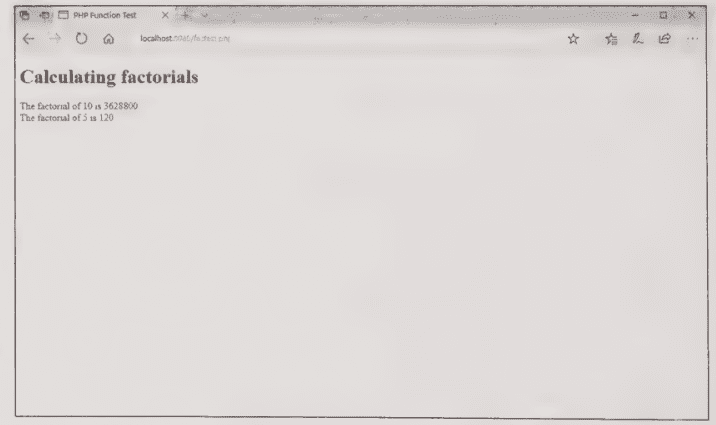 PHP Function Test
localhost
Calculating factorials
The factorial of 10 is 3628800
The factorial of 5 is 120